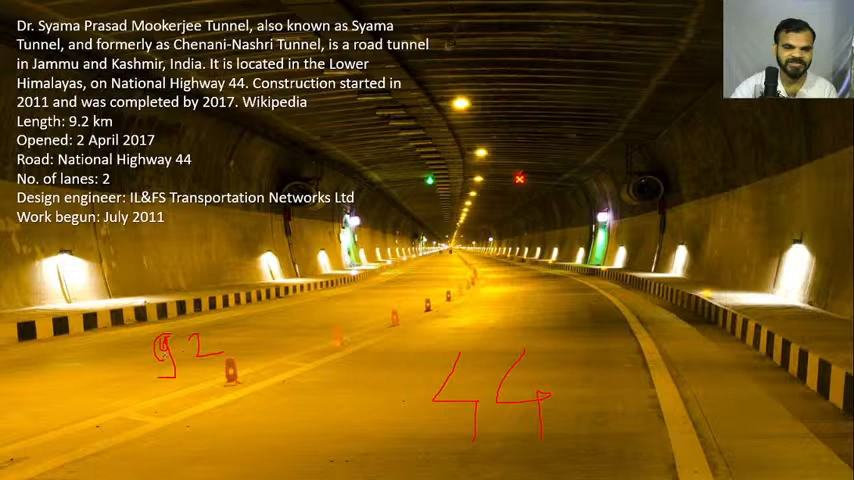 Dr. Syama Prasad Mookerjee Tunnel, also known as Syama
Tunnel, and formerly as Chenani-Nashri Tunnel, is a road tunnel
in Jammu and Kashmir, India. It is located in the Lower
Himalayas, on National Highway 44. Construction started in
2011 and was completed by 2017. Wikipedia
Length: 9.2 km
Opened: 2 April 2017
Road: National Highway 44
No. of lanes: 2
Design engineer: IL&FS Transportation Networks Ltd
Work begun: July 2011
9.2
44